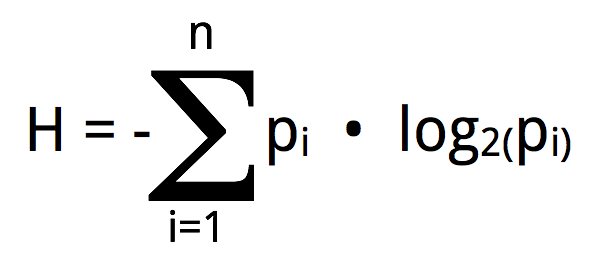 n
H = -∑ pᵢ • log₂₍pᵢ₎
i=1